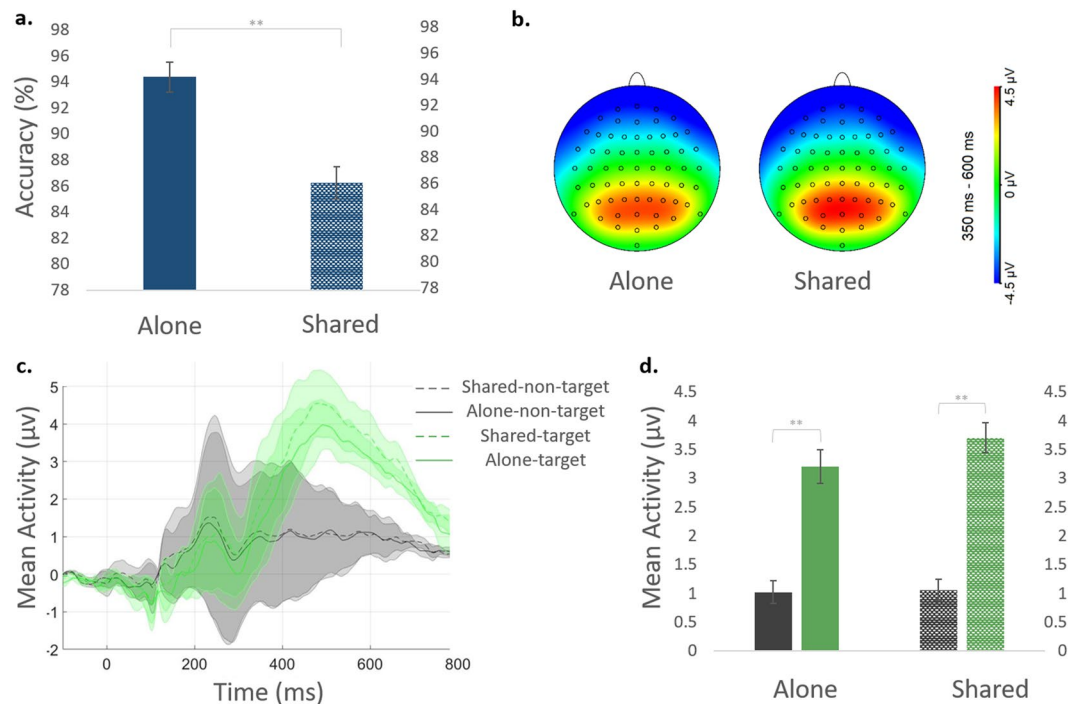 a.
**
98
96
94
92
90
88
86
84
82
80
78
Accuracy (%)
98
96
94
92
90
88
86
84
82
80
78
Alone
Shared
b.
Alone
Shared
350 ms - 600 ms
4.5 µV
0 µV
-4.5 µV
c.
5
4
3
2
1
0
-1
-2
Mean Activity (µv)
0
200
400
600
800
Time (ms)
Shared-non-target
Alone-non-target
Shared-target
Alone-target
d.
4.5
4
3.5
3
2.5
2
1.5
1
0.5
0
Mean Activity (µv)
**
**
4.5
4
3.5
3
2.5
2
1.5
1
0.5
0
Alone
Shared